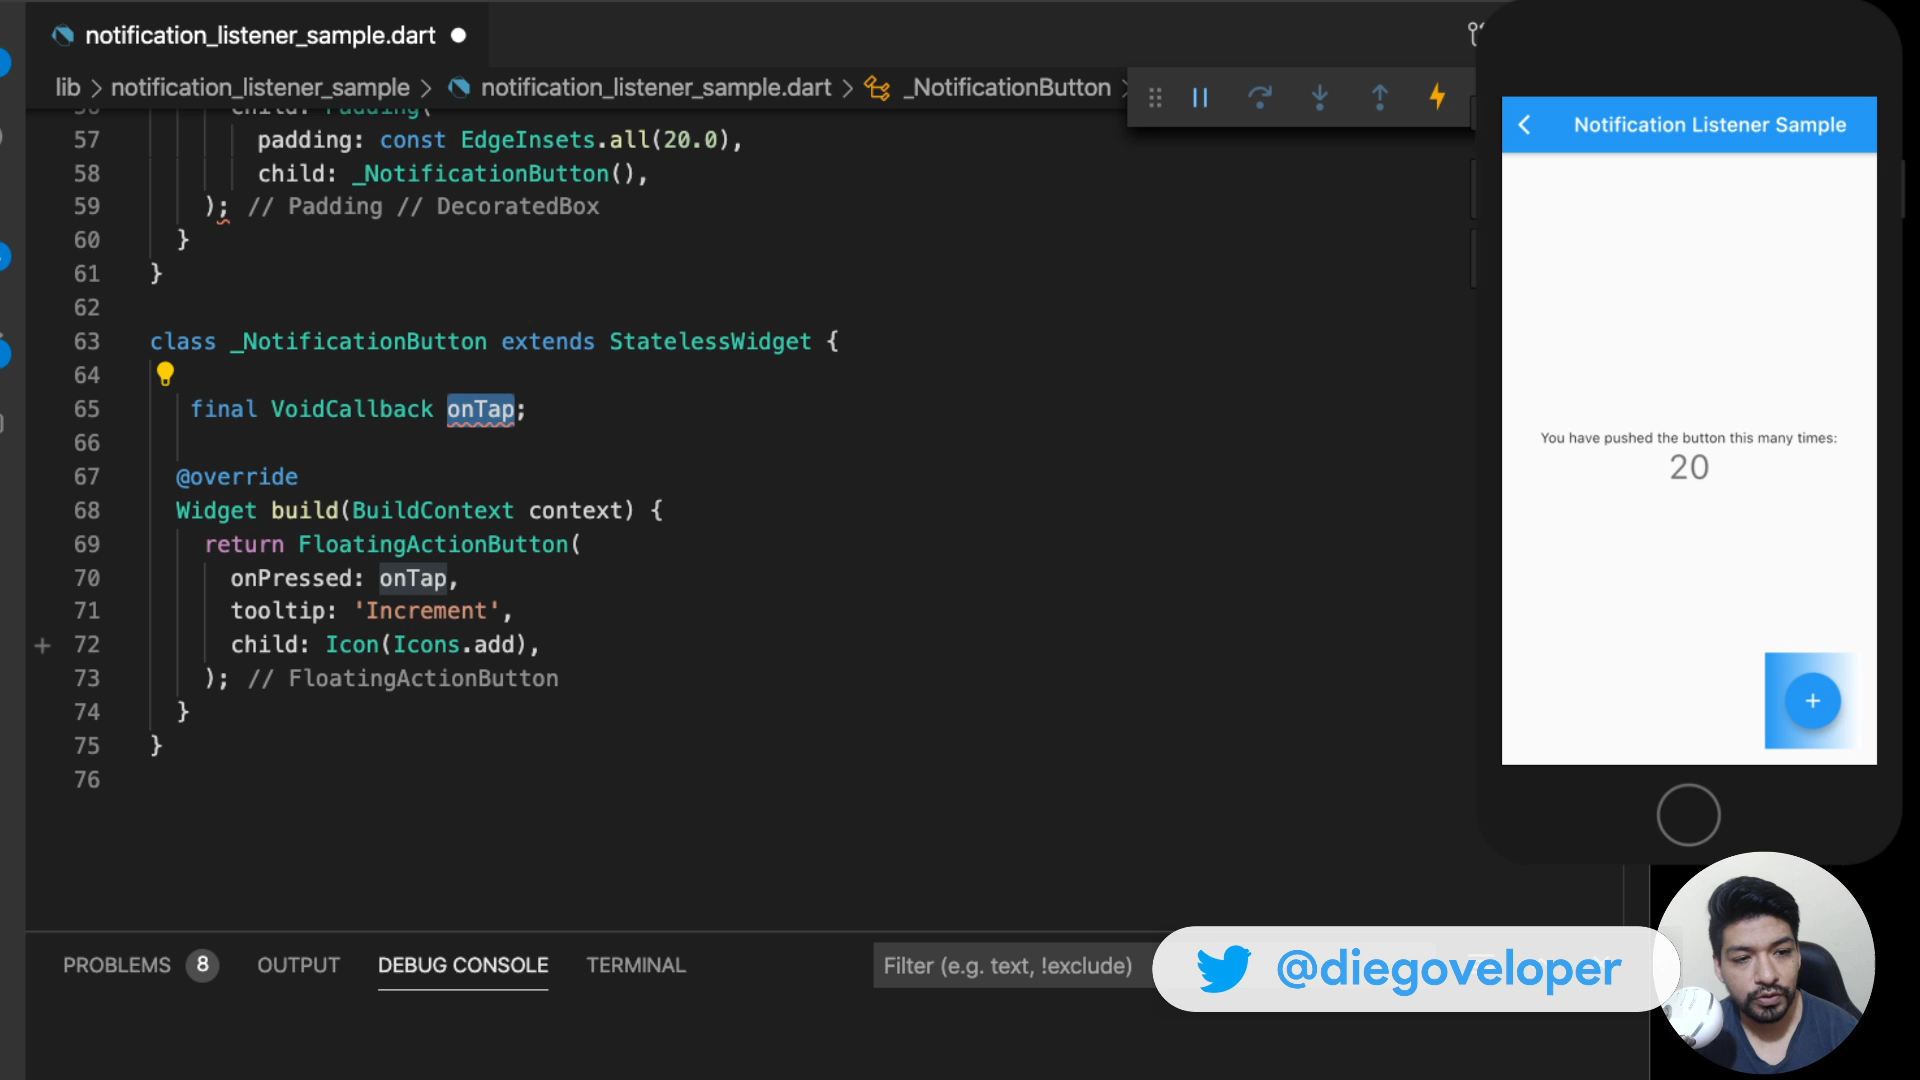 notification_listener_sample.dart
lib > notification_listener_sample > notification_listener_sample.dart > _NotificationButton >
56 child: Padding(
57 padding: const EdgeInsets.all(20.0),
58 child: _NotificationButton(),
59 ); // Padding // DecoratedBox
60 }
61 }
62
63 class _NotificationButton extends StatelessWidget {
64
65 final VoidCallback onTap;
66
67 @override
68 Widget build(BuildContext context) {
69 return FloatingActionButton(
70 onPressed: onTap,
71 tooltip: 'Increment',
72 child: Icon(Icons.add),
73 ); // FloatingActionButton
74 }
75 }
76
Notification Listener Sample
You have pushed the button this many times:
20
PROBLEMS 8 OUTPUT DEBUG CONSOLE TERMINAL Filter (e.g. text, !exclude)
@diegoveloper